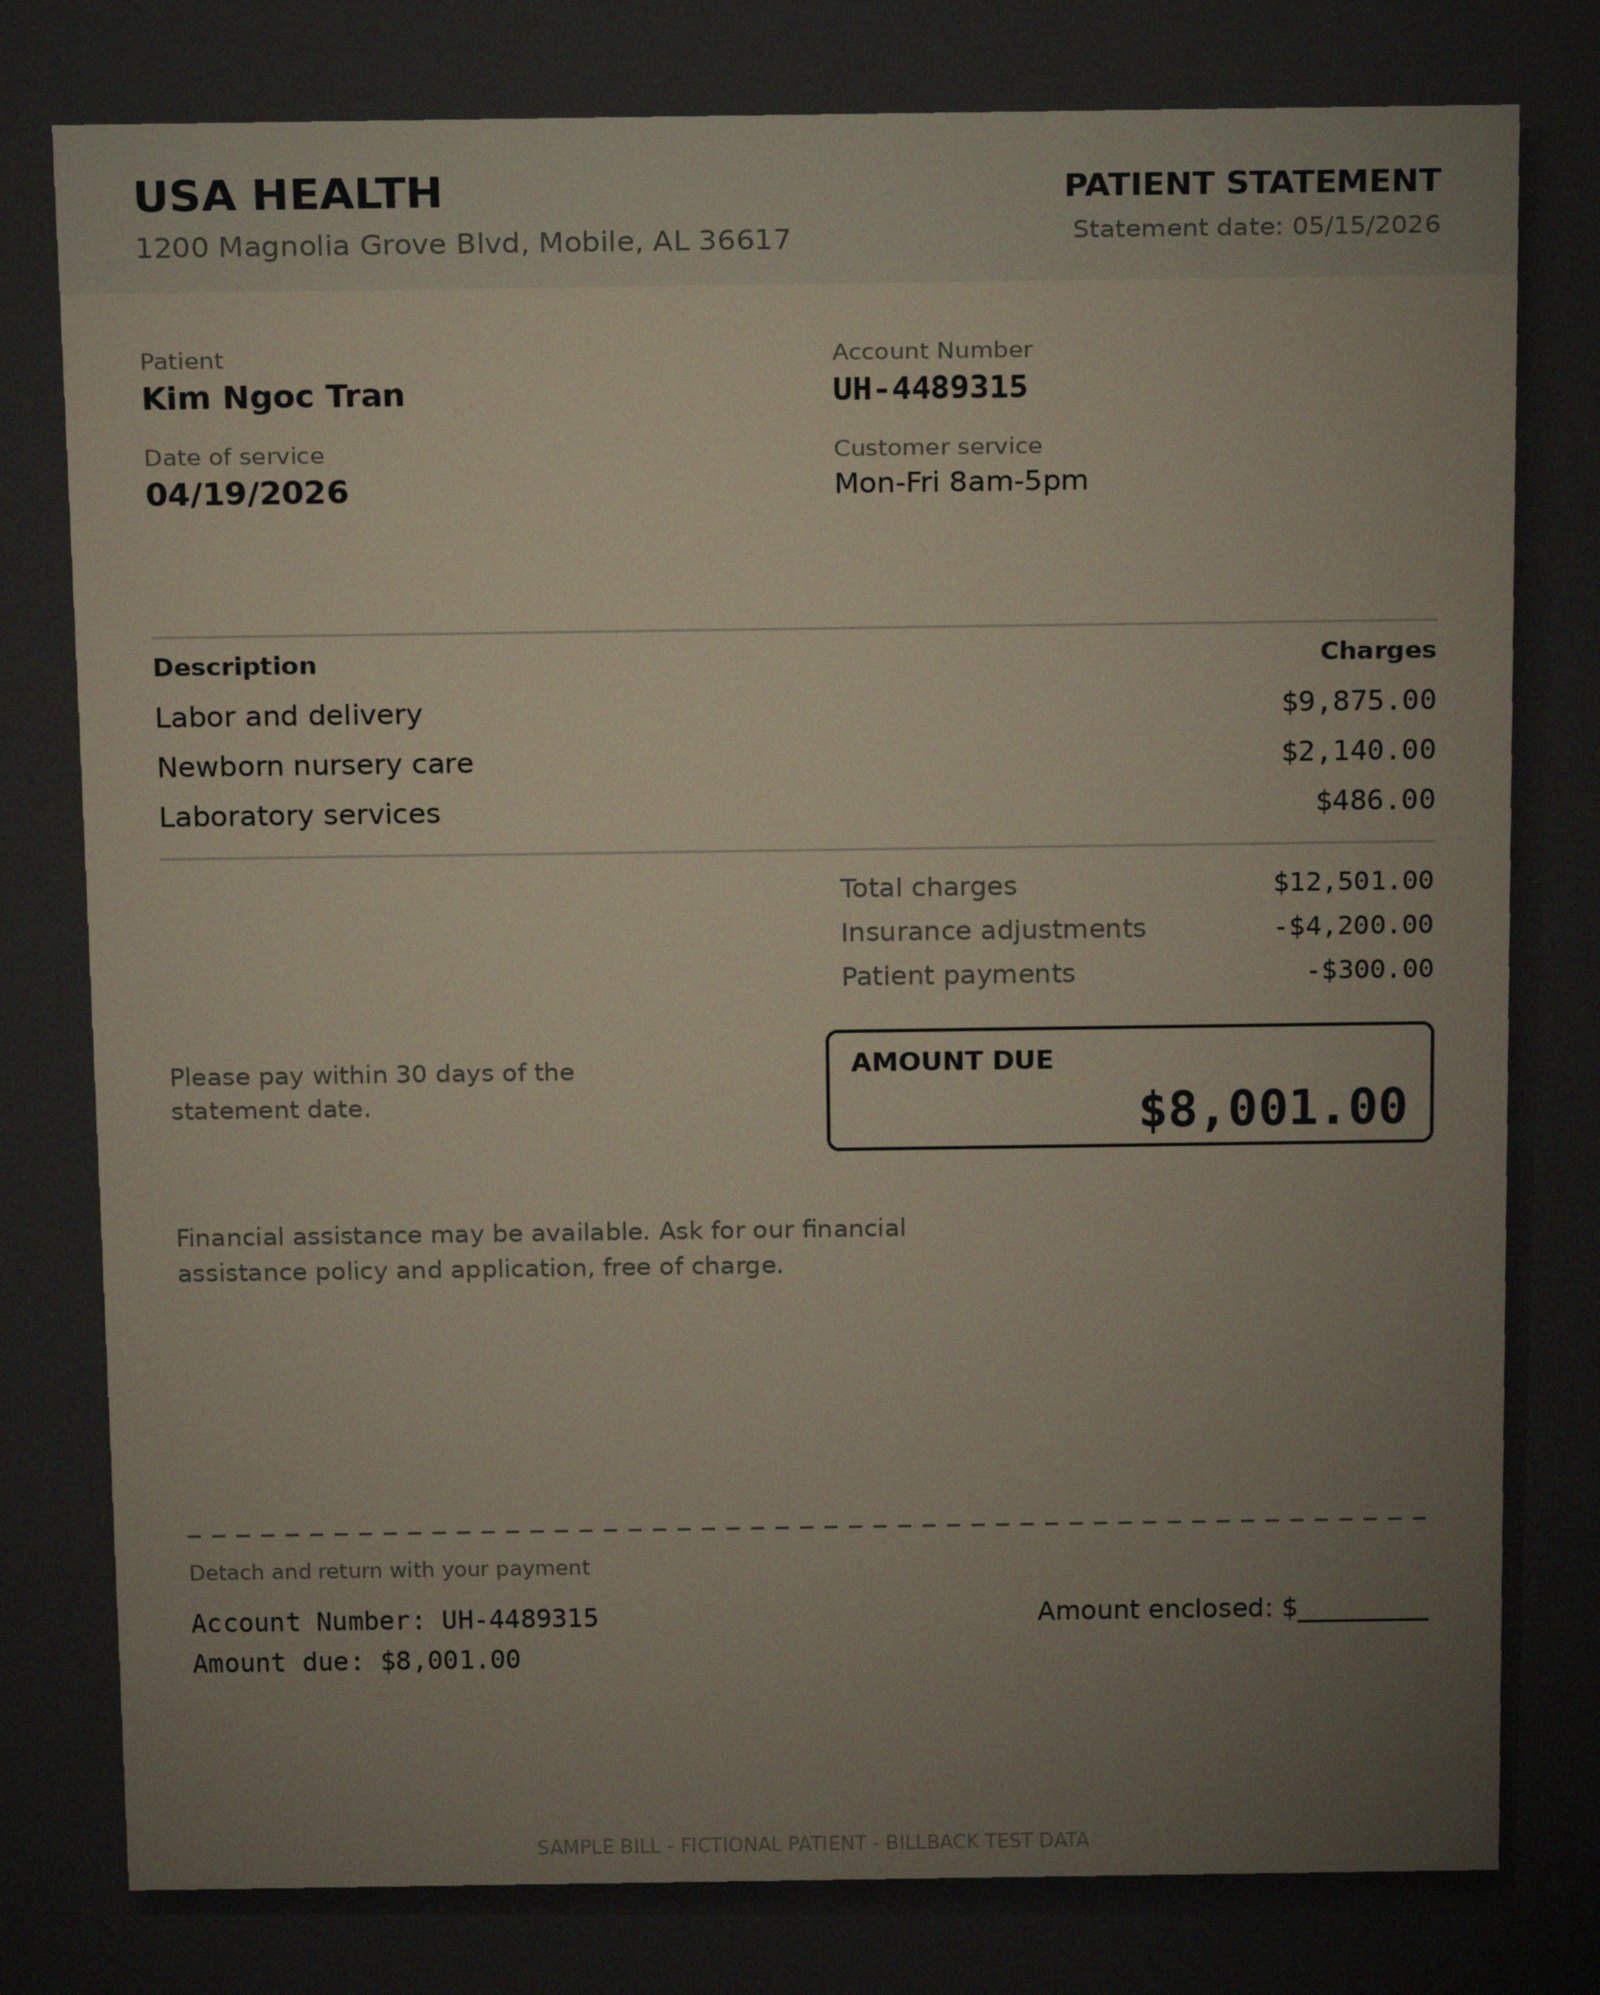 USA HEALTH
1200 Magnolia Grove Blvd, Mobile, AL 36617
PATIENT STATEMENT
Statement date: 05/15/2026
Patient
Kim Ngoc Tran
Date of service
04/19/2026
Account Number
UH-4489315
Customer service
Mon-Fri 8am-5pm
Description Charges
Labor and delivery $9,875.00
Newborn nursery care $2,140.00
Laboratory services $486.00
Total charges $12,501.00
Insurance adjustments -$4,200.00
Patient payments -$300.00
AMOUNT DUE
$8,001.00
Please pay within 30 days of the
statement date.
Financial assistance may be available. Ask for our financial
assistance policy and application, free of charge.
Detach and return with your payment
Account Number: UH-4489315
Amount due: $8,001.00
Amount enclosed: $
SAMPLE BILL - FICTIONAL PATIENT - BILLBACK TEST DATA